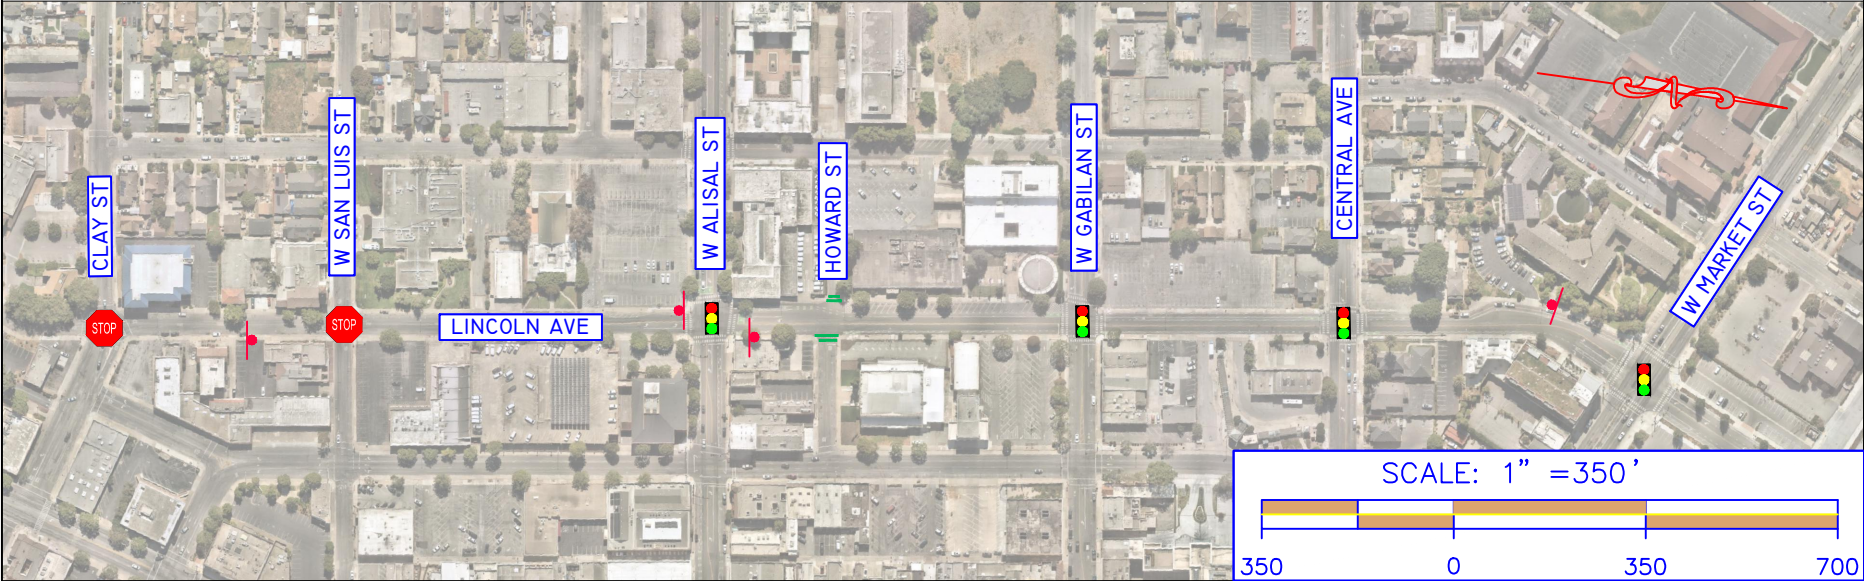 CLAY ST
W SAN LUIS ST
W ALISAL ST
HOWARD ST
W GABILAN ST
CENTRAL AVE
W MARKET ST
STOP
STOP
LINCOLN AVE
SCALE: 1” =350 '
350 0 350 700